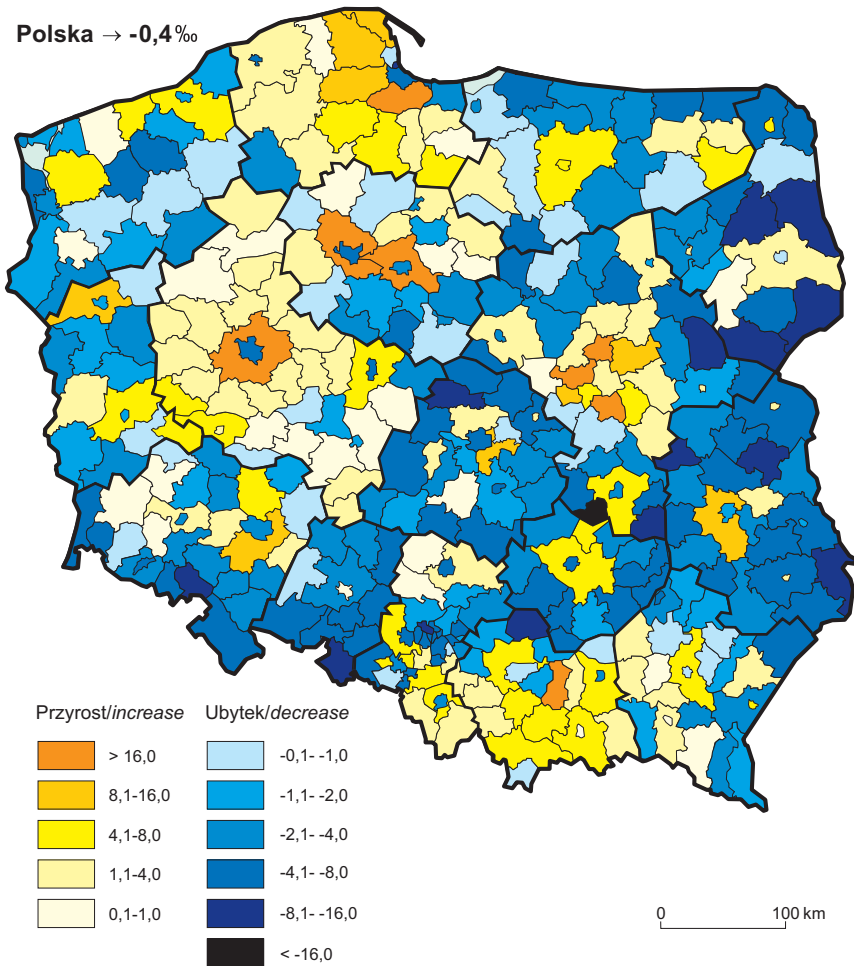 Polska → -0,4‰
Przyrost/increase
> 16,0
8,1-16,0
4,1-8,0
1,1-4,0
0,1-1,0
Ubytek/decrease
-0,1- -1,0
-1,1- -2,0
-2,1- -4,0
-4,1- -8,0
-8,1- -16,0
< -16,0
0 100 km